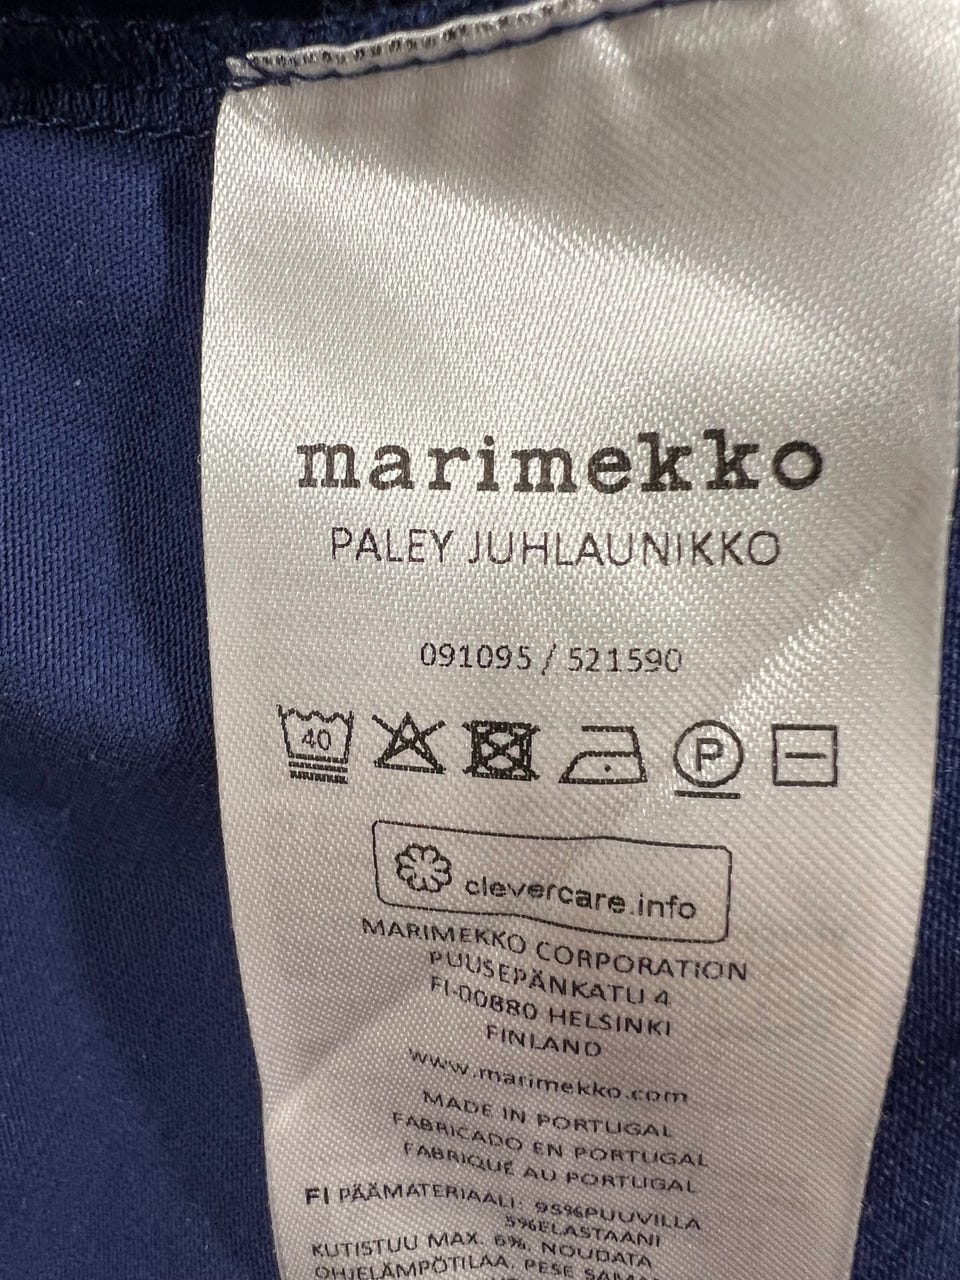 marimekko
PALEY JUHLAUNIKKO
091095 / 521590
40
P
clevercare.info
MARIMEKKO CORPORATION
PUUSEPÄNKATU 4
FI-00880 HELSINKI
FINLAND
www.marimekko.com
MADE IN PORTUGAL
FABRICADO EN PORTUGAL
FABRIQUÉ AU PORTUGAL
FI PÄÄMATERIAALI: 95%PUUVILLA
5%ELASTAANI
KUTISTUU MAX. 6%. NOUDATA
OHJELÄMPÖTILAA. PESE